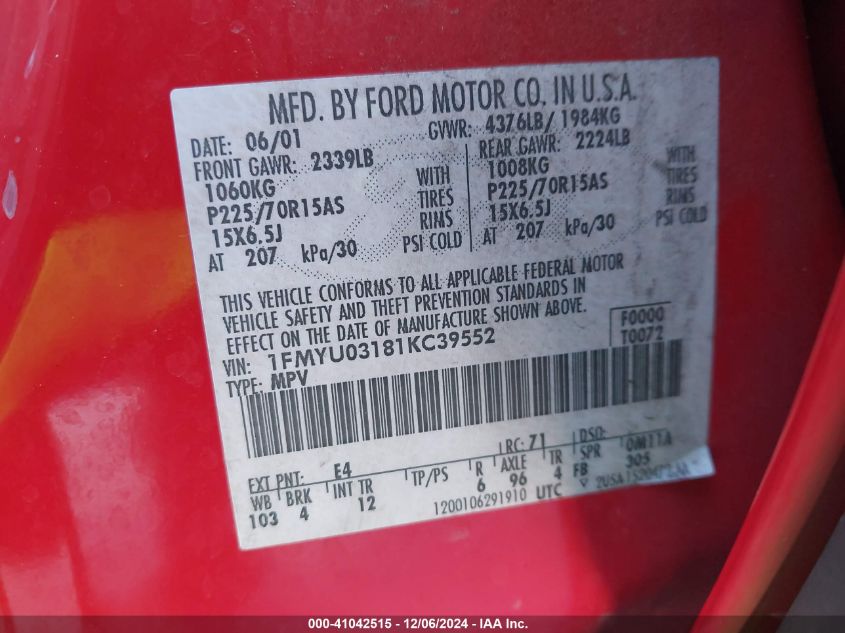 MFD. BY FORD MOTOR CO. IN U.S.A.
DATE: 06/01 GVWR: 4376LB/ 1984KG
FRONT GAWR: 2339LB REAR GAWR: 2224LB
1060KG WITH 1008KG WITH
P225/70R15AS TIRES P225/70R15AS TIRES
15X6.5J RINS 15X6.5J RINS
AT 207 kPa/30 PSI COLD AT 207 kPa/30 PSI COLD
THIS VEHICLE CONFORMS TO ALL APPLICABLE FEDERAL MOTOR
VEHICLE SAFETY AND THEFT PREVENTION STANDARDS IN
EFFECT ON THE DATE OF MANUFACTURE SHOWN ABOVE.
VIN: 1FMYU03181KC39552 F0000
TYPE: MPV T0072
EXT PNT: E4 RC: 71 DSO:
WB BRK INT TR TP/PS R AXLE TR SPR
103 4 12 6 96 4 FB 305
1200106291910 UTC
000-41042515 - 12/06/2024 - IAA Inc.